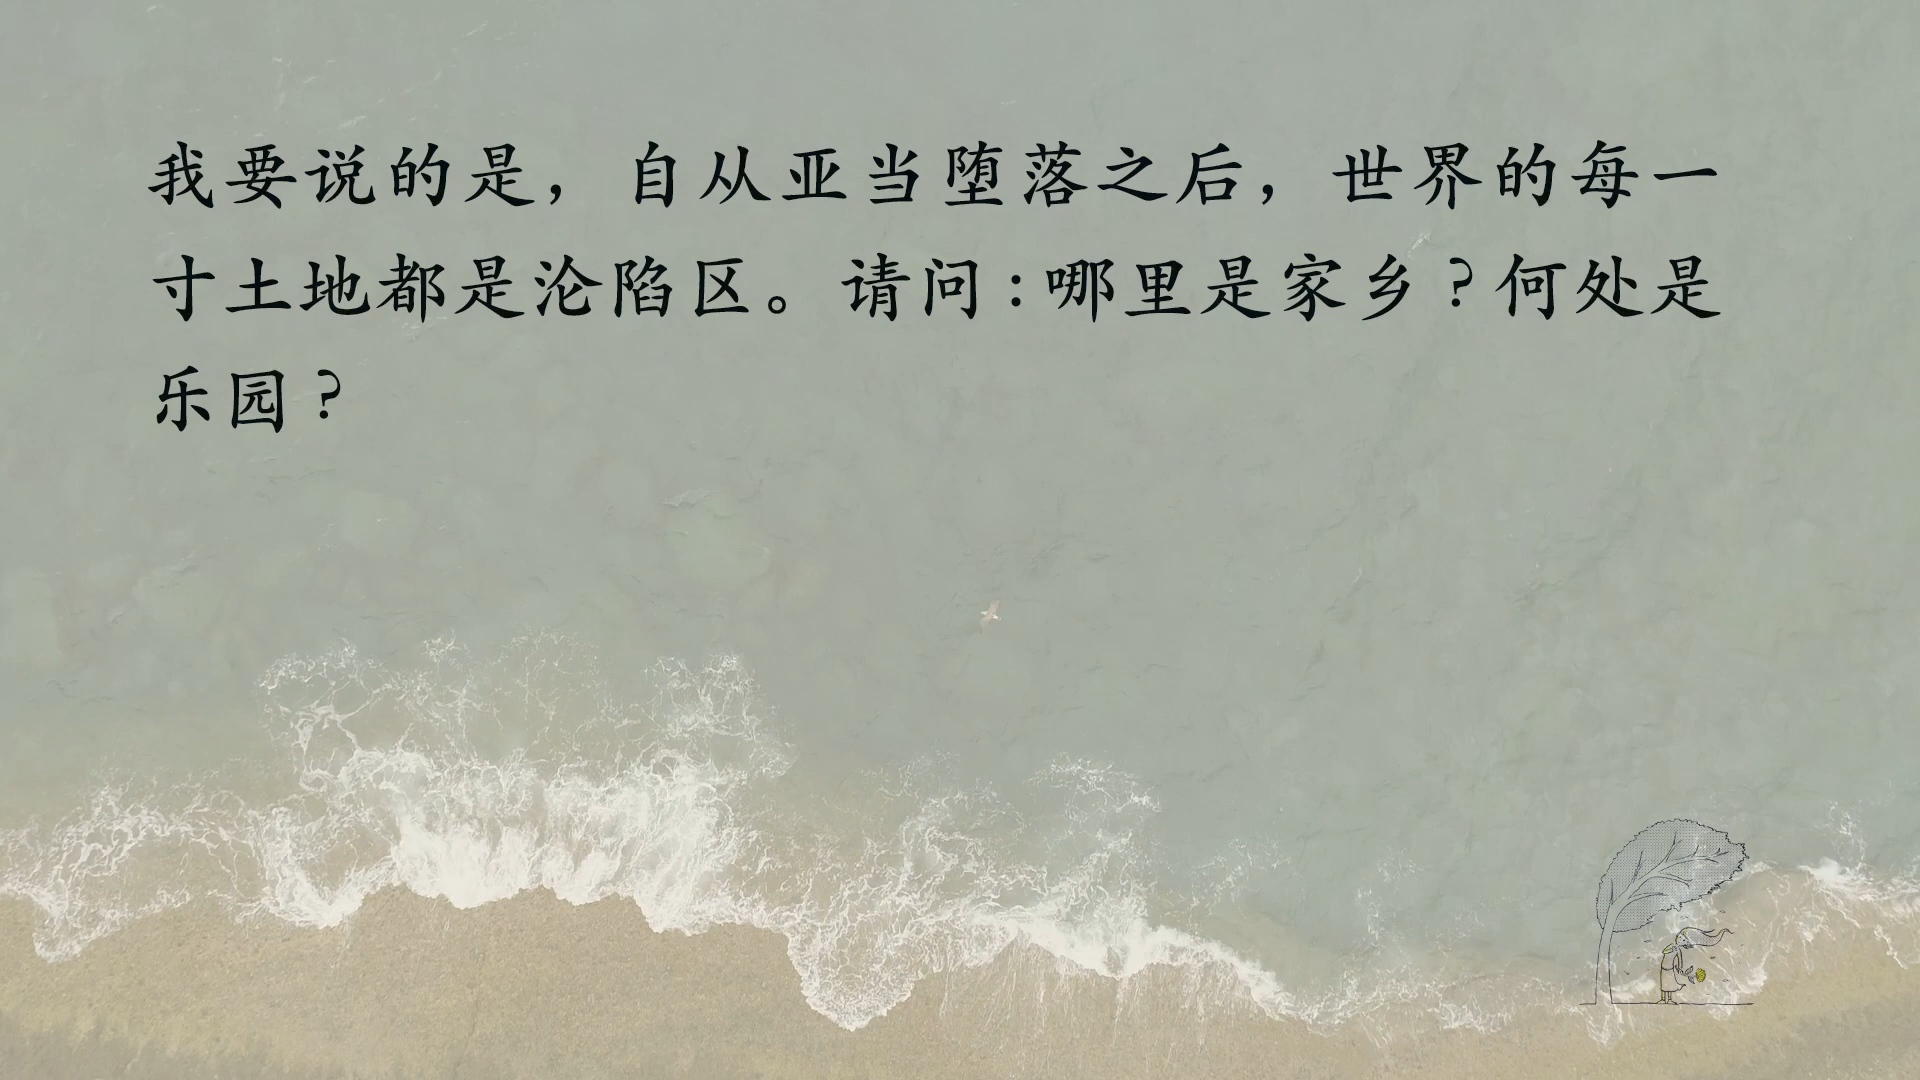 我要说的是，自从亚当堕落之后，世界的每一
寸土地都是沦陷区。请问：哪里是家乡？何处是
乐园？